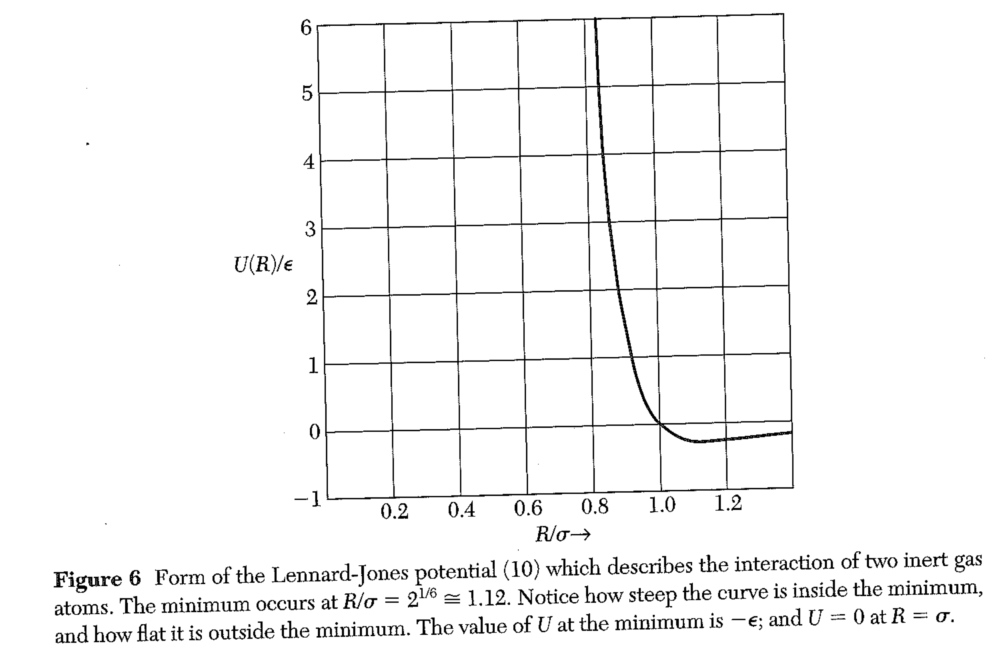 6
5
4
3
U(R)/ϵ
2
1
0
−1
0.2 0.4 0.6 0.8 1.0 1.2
R/σ→
Figure 6 Form of the Lennard-Jones potential (10) which describes the interaction of two inert gas
atoms. The minimum occurs at R/σ = 2^{1/6} ≅ 1.12. Notice how steep the curve is inside the minimum,
and how flat it is outside the minimum. The value of U at the minimum is −ϵ; and U = 0 at R = σ.